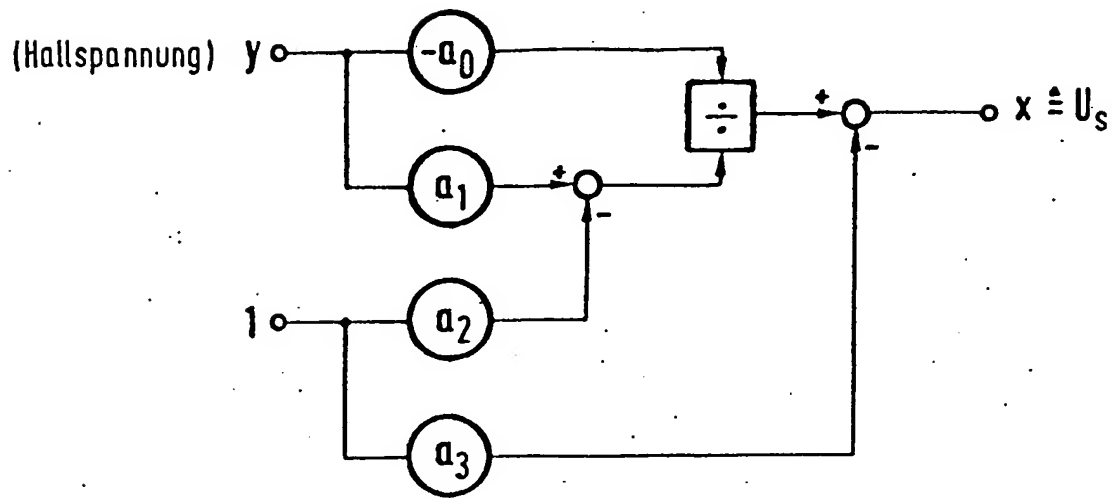 (Hallspannung) y
-a0
÷
+
x ≙ Us
-
a1
+
-
1
a2
a3